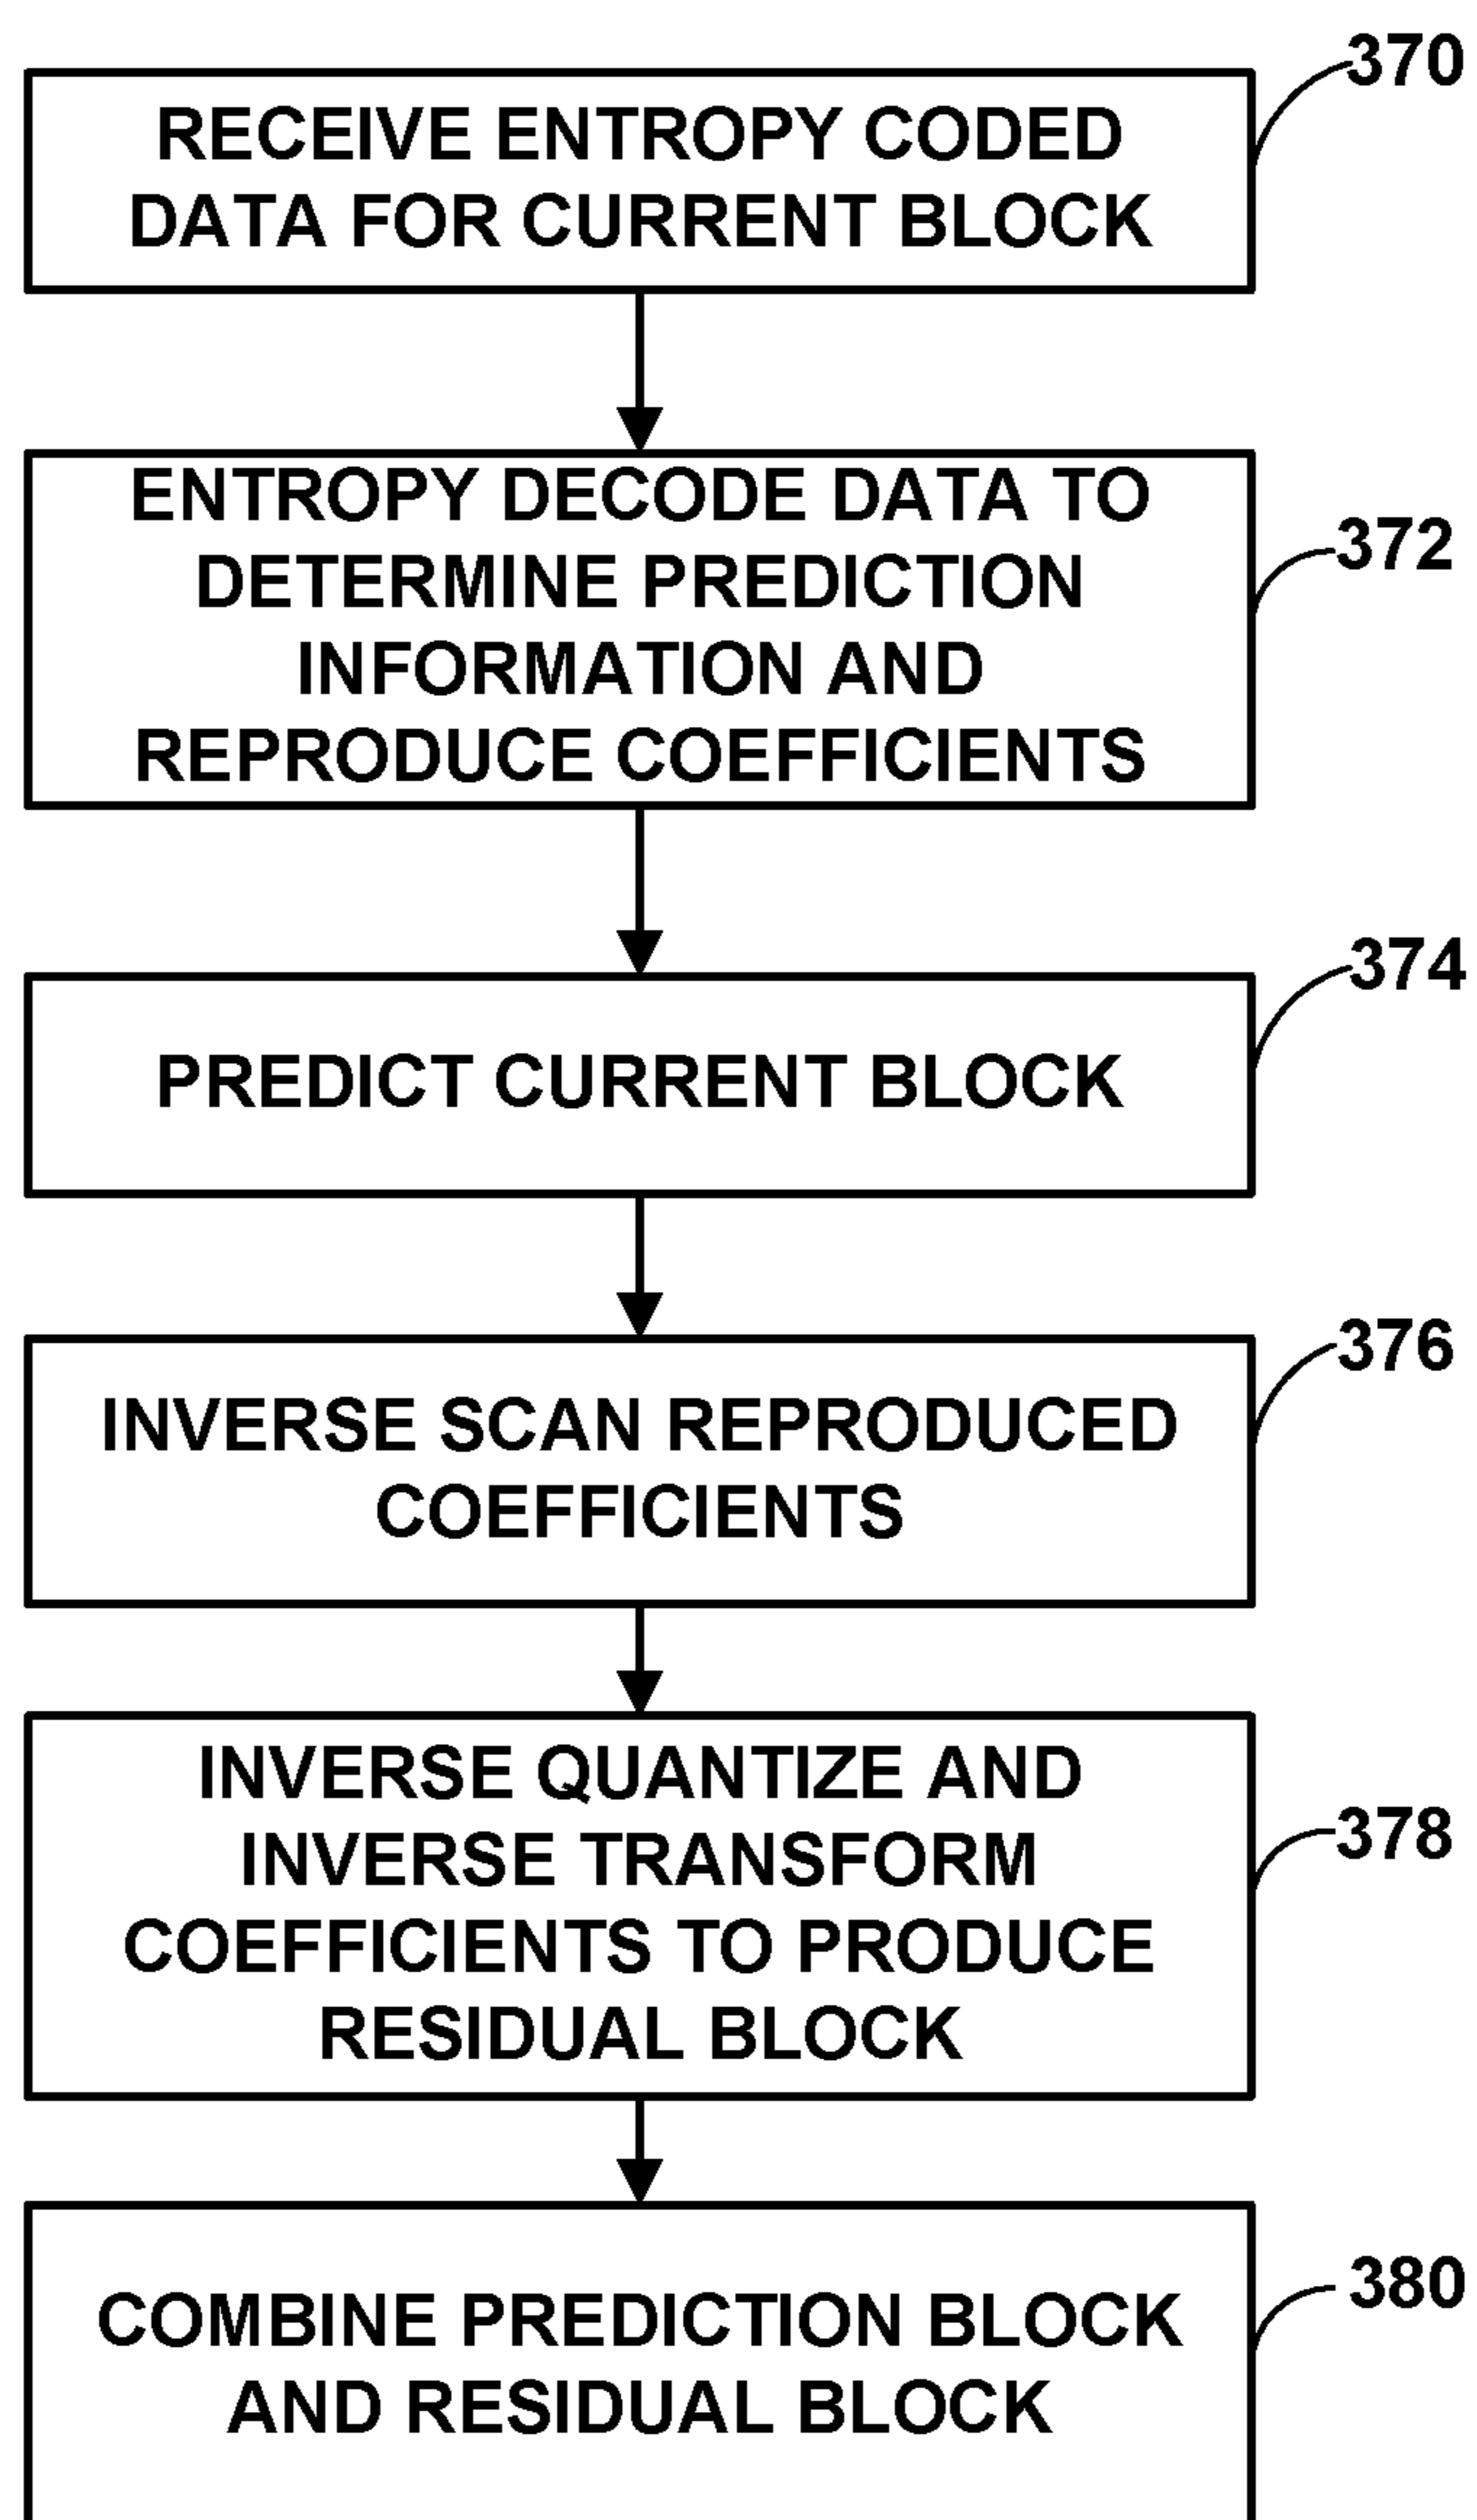 370
RECEIVE ENTROPY CODED
DATA FOR CURRENT BLOCK
ENTROPY DECODE DATA TO
DETERMINE PREDICTION
INFORMATION AND
REPRODUCE COEFFICIENTS
372
374
PREDICT CURRENT BLOCK
376
INVERSE SCAN REPRODUCED
COEFFICIENTS
INVERSE QUANTIZE AND
INVERSE TRANSFORM
COEFFICIENTS TO PRODUCE
RESIDUAL BLOCK
378
380
COMBINE PREDICTION BLOCK
AND RESIDUAL BLOCK